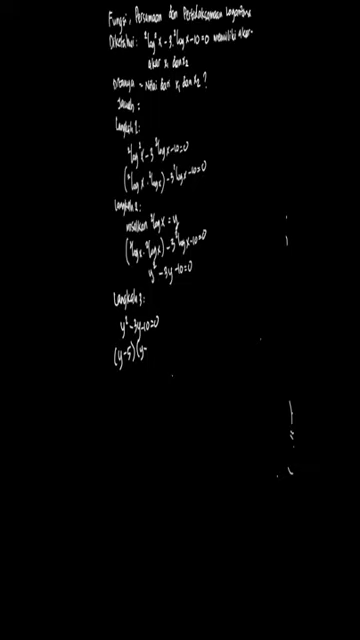 Fungsi, Persamaan dan Pertidaksamaan Logaritma
Diketahui: ²log²x - 3.²log x - 10 = 0 memiliki akar-
akar x₁ dan x₂
Ditanya - Nilai dari x₁ dan x₂?
Jawab:
Langkah 1:
²log²x - 3.²log x - 10 = 0
(²log x . ²log x) - 3.²log x - 10 = 0
Langkah 2:
misalkan ²log x = y
(²log x . ²log x) - 3.²log x - 10 = 0
y² - 3y - 10 = 0
Langkah 3:
y² - 3y - 10 = 0
(y - 5)(y -